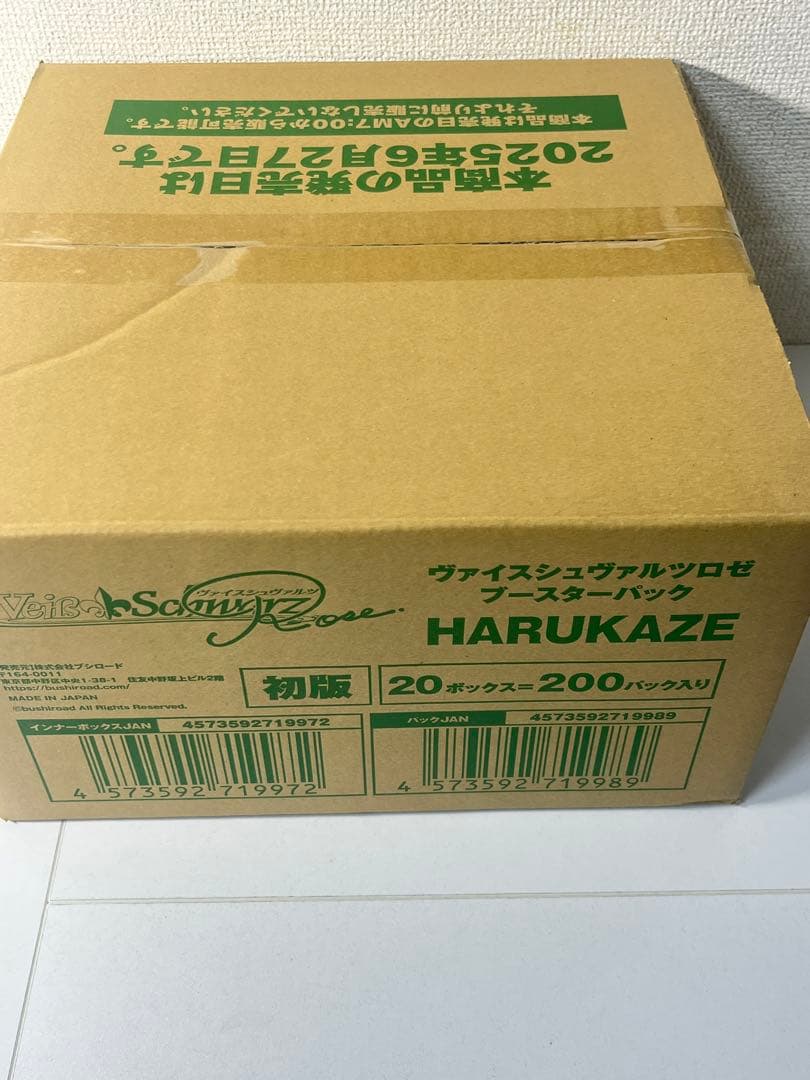 本商品の発売日は
2025年6月27日です。
本商品は発売日のAM7:00から販売可能です。
それより前に販売しないでください。
Veiß Schwarz
ヴァイスシュヴァルツ
Rose
ヴァイスシュヴァルツロゼ
ブースターパック
HARUKAZE
発売元]株式会社ブシロード
〒164-0011
東京都中野区中央1-38-1 住友中野坂上ビル2階
https://bushiroad.com/
MADE IN JAPAN
©bushiroad All Rights Reserved.
初版
20ボックス=200パック入り
インナーボックスJAN 4573592719972
4 573592 719972
パックJAN 4573592719989
4 573592 719989